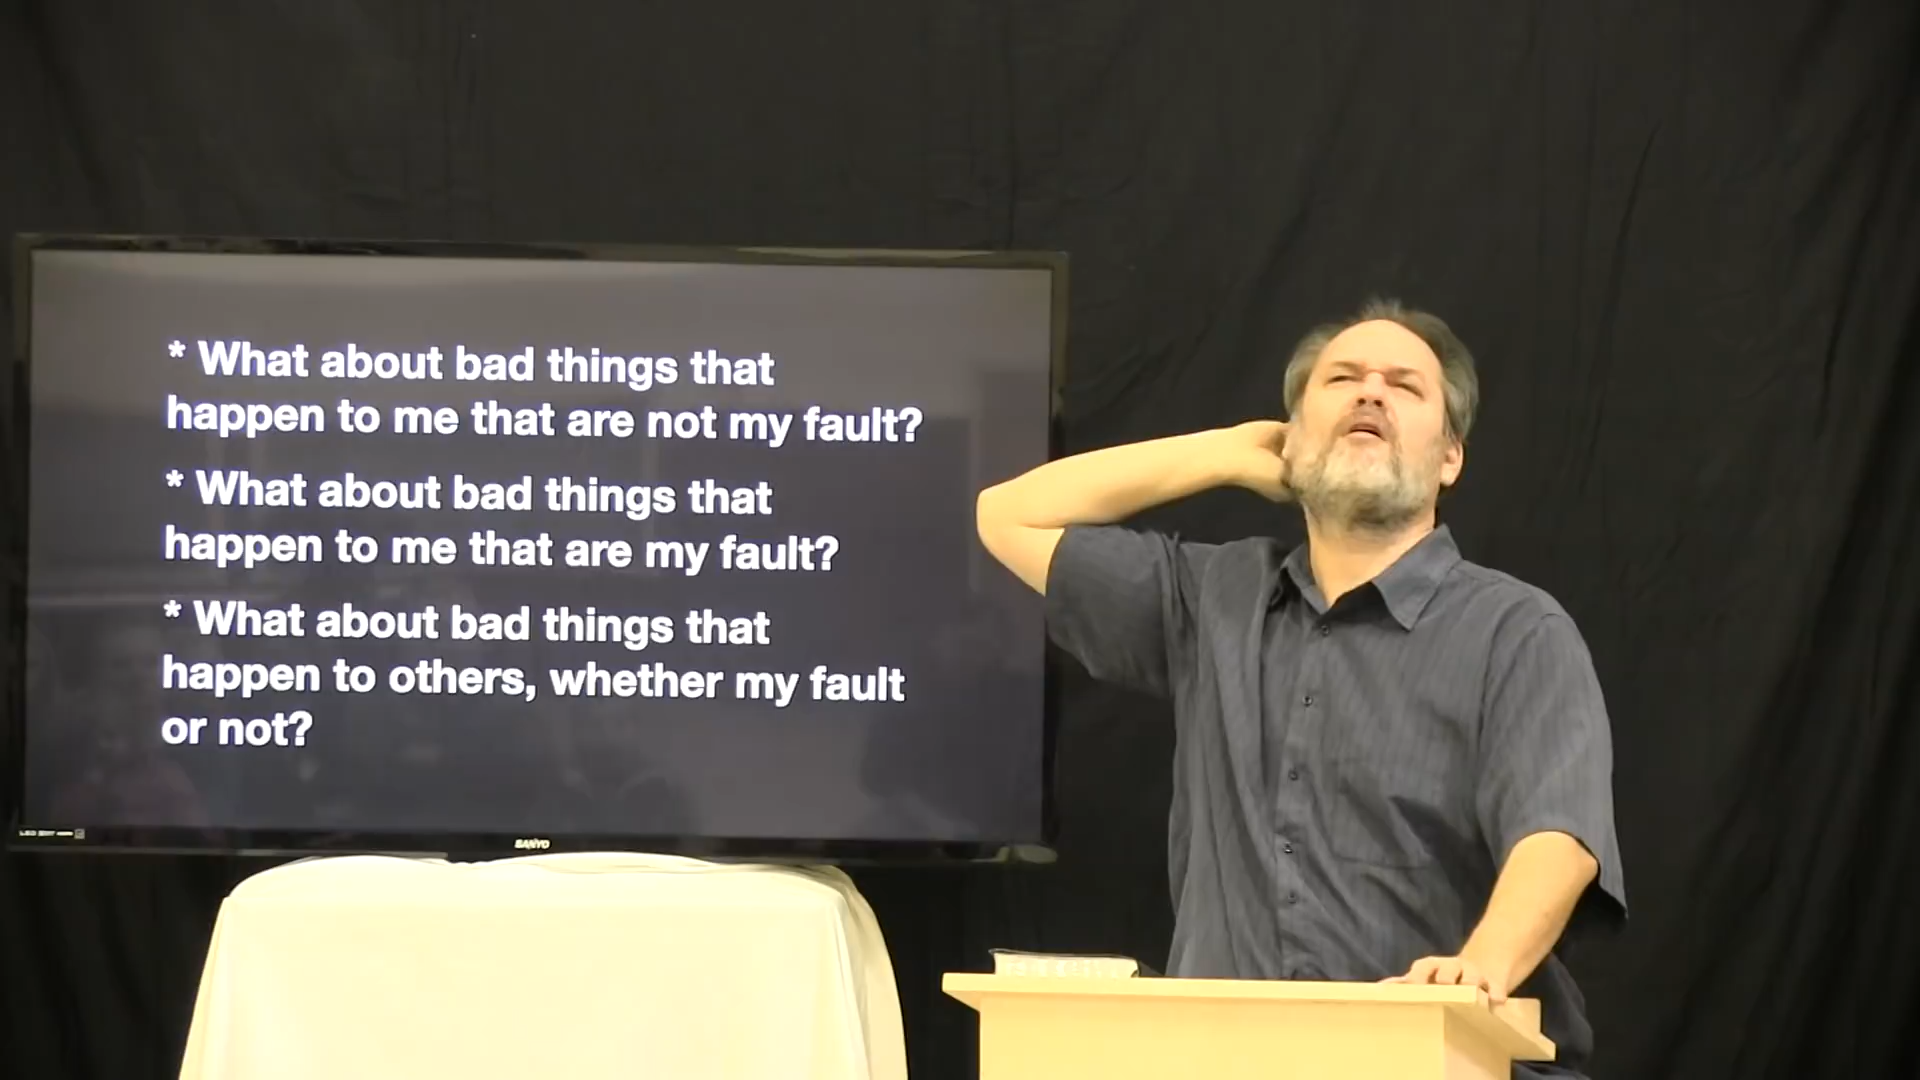 * What about bad things that
happen to me that are not my fault?
* What about bad things that
happen to me that are my fault?
* What about bad things that
happen to others, whether my fault
or not?
SANYO